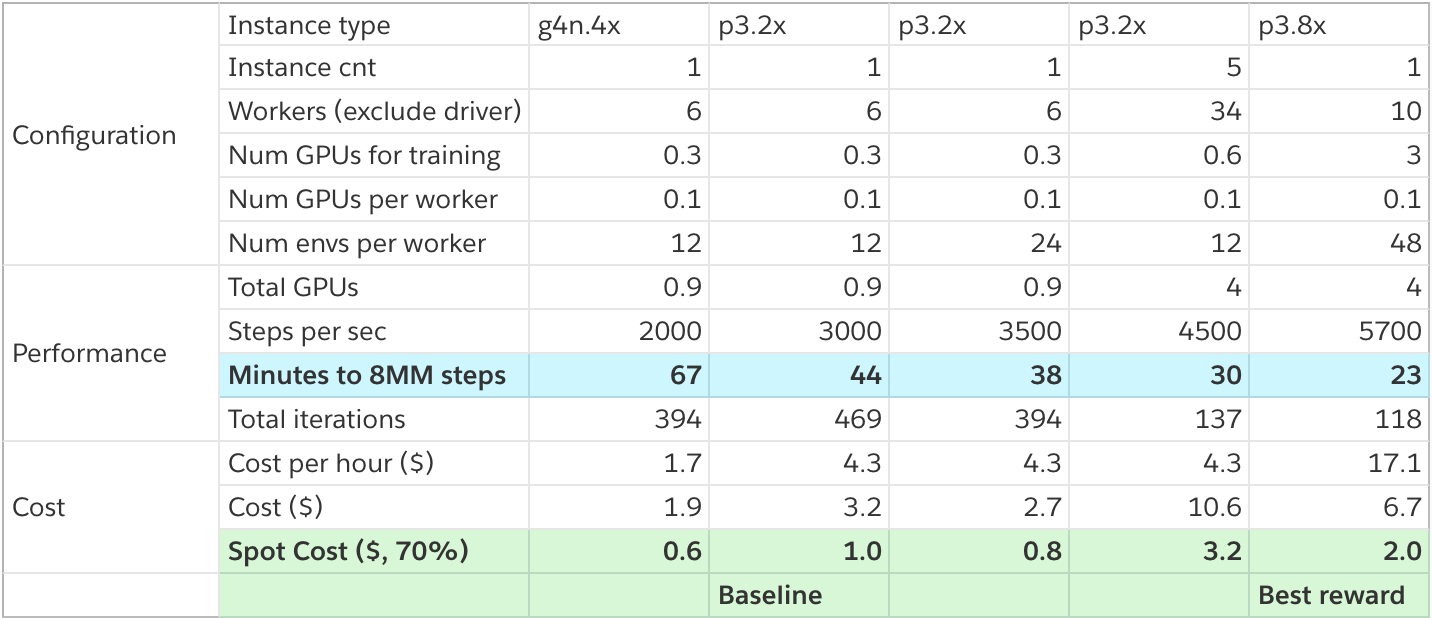 Configuration
Instance type g4n.4x p3.2x p3.2x p3.2x p3.8x
Instance cnt 1 1 1 5 1
Workers (exclude driver) 6 6 6 34 10
Num GPUs for training 0.3 0.3 0.3 0.6 3
Num GPUs per worker 0.1 0.1 0.1 0.1 0.1
Num envs per worker 12 12 24 12 48
Performance
Total GPUs 0.9 0.9 0.9 4 4
Steps per sec 2000 3000 3500 4500 5700
Minutes to 8MM steps 67 44 38 30 23
Total iterations 394 469 394 137 118
Cost
Cost per hour ($) 1.7 4.3 4.3 4.3 17.1
Cost ($) 1.9 3.2 2.7 10.6 6.7
Spot Cost ($, 70%) 0.6 1.0 0.8 3.2 2.0
Baseline Best reward